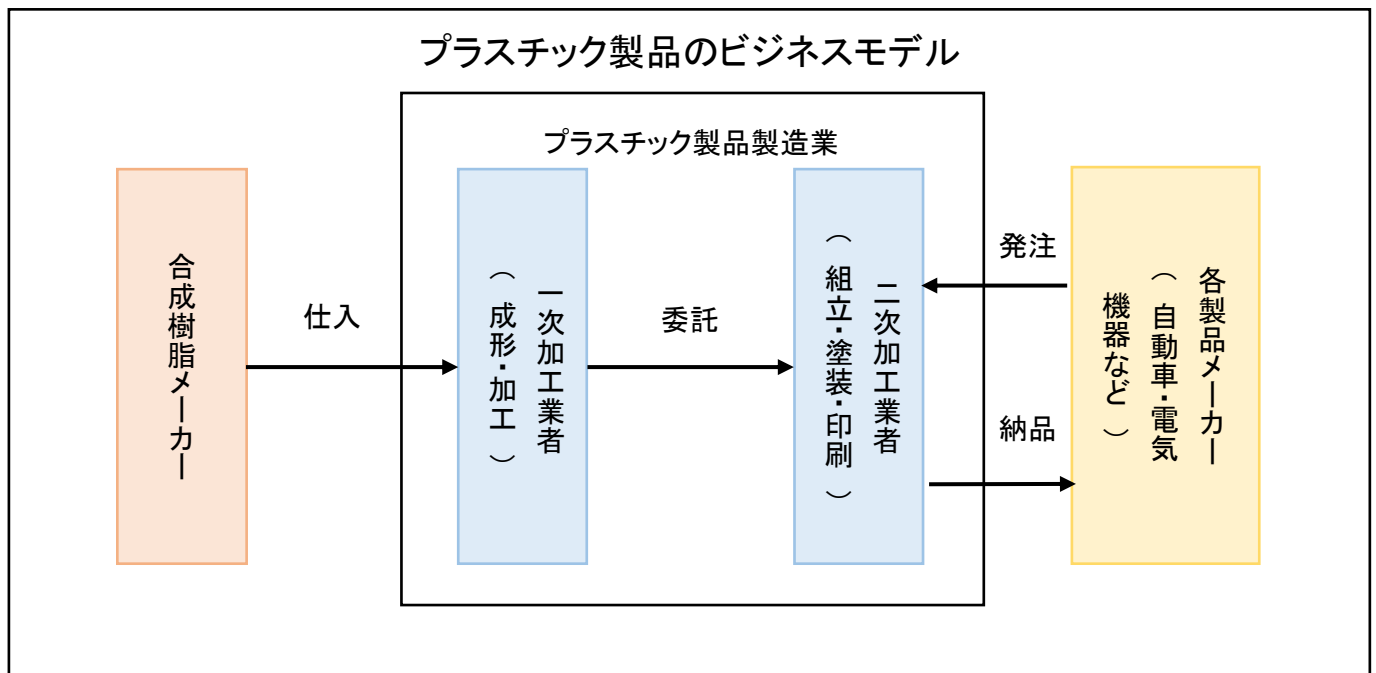 プラスチック製品のビジネスモデル
プラスチック製品製造業
合成樹脂メーカー
仕入
一次加工業者
（成形・加工）
委託
二次加工業者
（組立・塗装・印刷）
発注
納品
各製品メーカー
（自動車・電気
機器など）